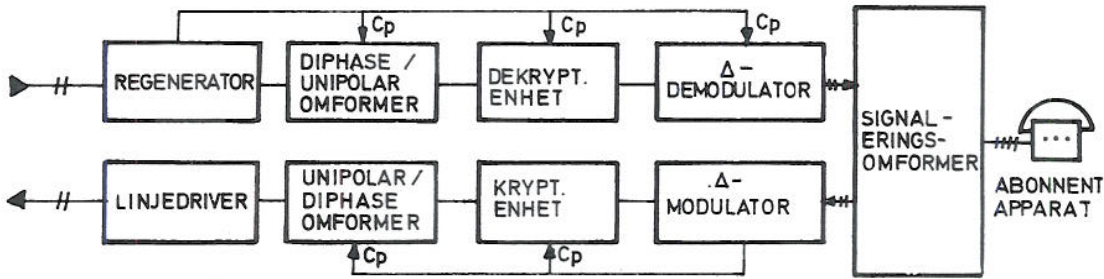 Cp
Cp
Cp
REGENERATOR
DIPHASE /
UNIPOLAR
OMFORMER
DEKRYPT.
ENHET
Δ-
DEMODULATOR
SIGNAL-
ERINGS-
OMFORMER
ABONNENT
APPARAT
LINJEDRIVER
UNIPOLAR /
DIPHASE
OMFORMER
KRYPT.
ENHET
.Δ-
MODULATOR
Cp
Cp